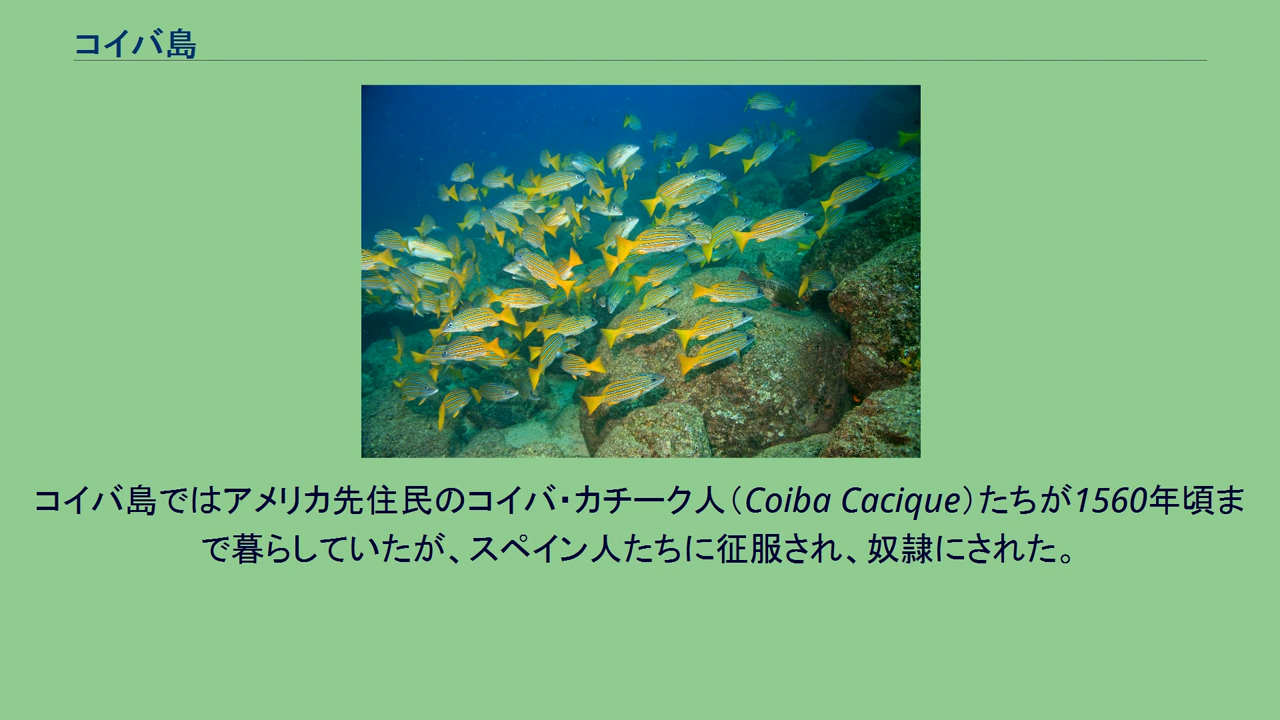 コイバ島
コイバ島ではアメリカ先住民のコイバ・カチーク人（Coiba Cacique）たちが1560年頃ま
で暮らしていたが、スペイン人たちに征服され、奴隷にされた。